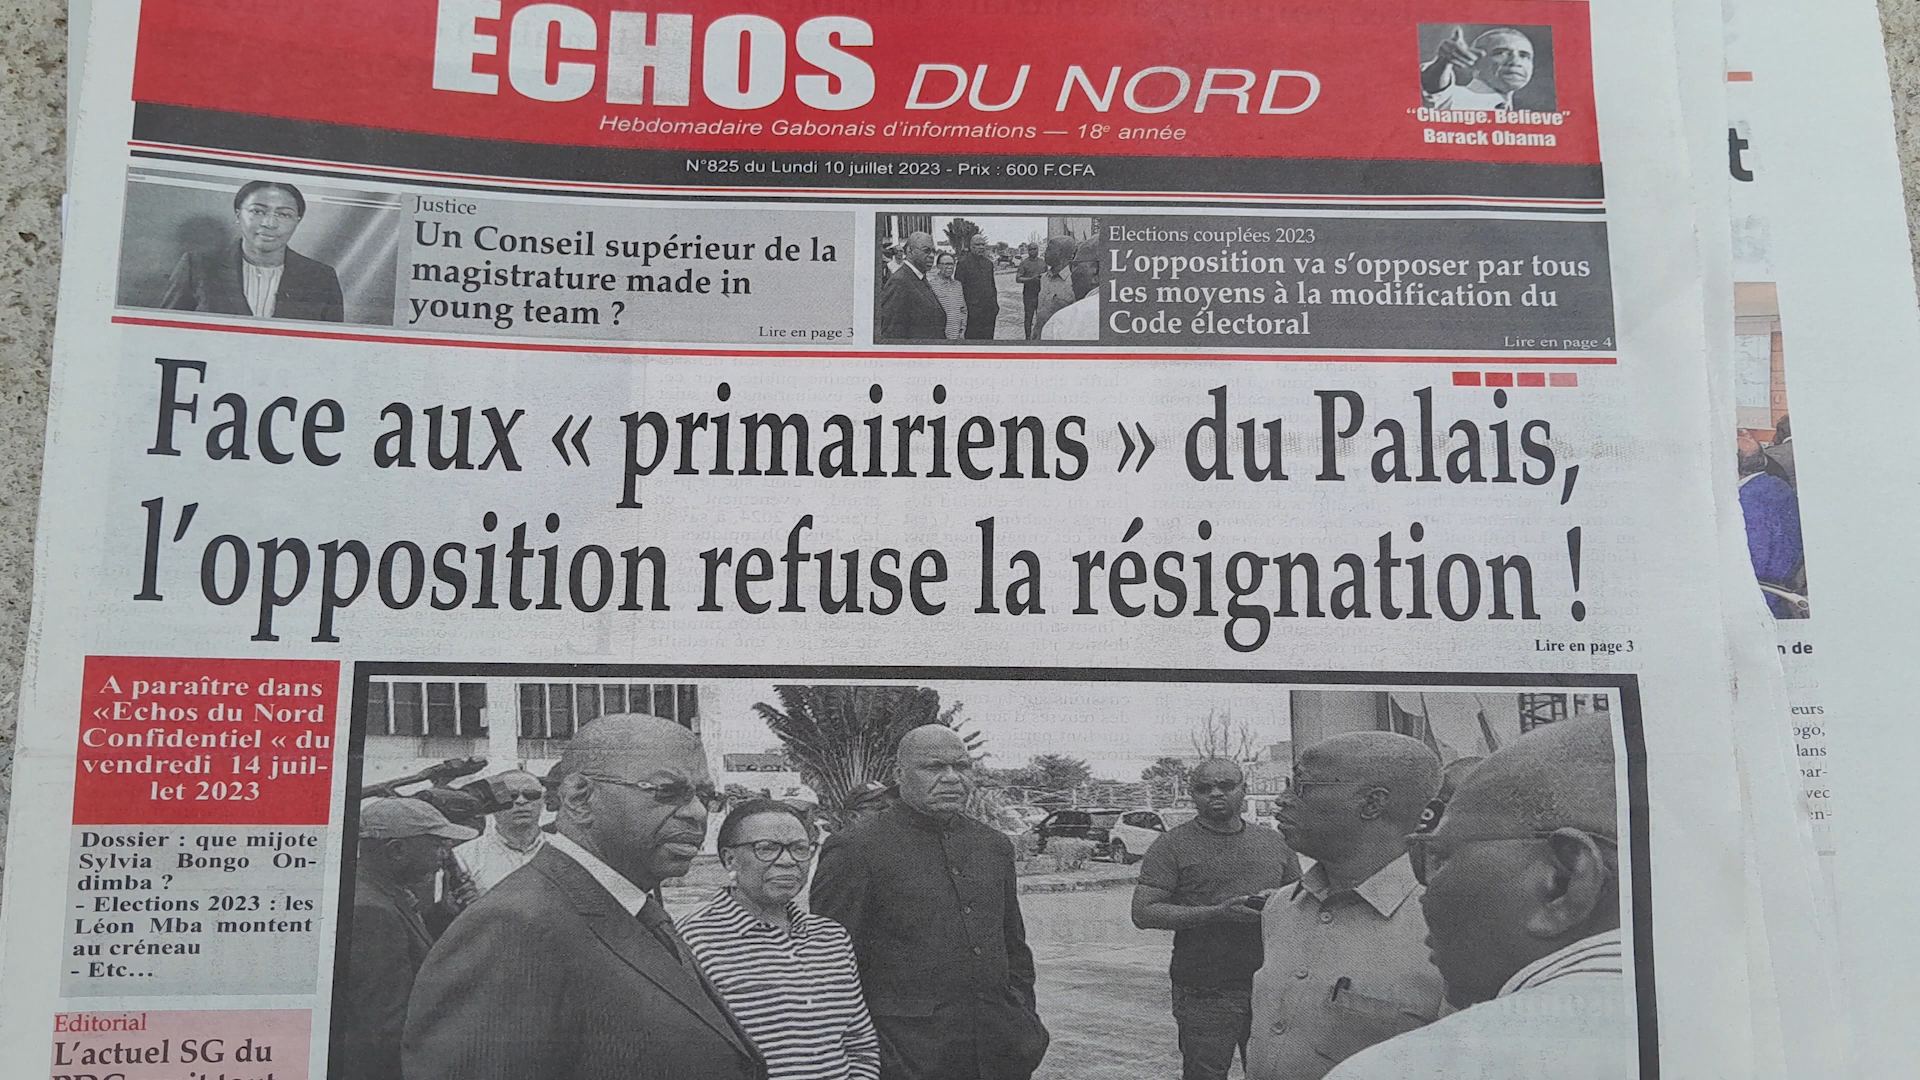 ECHOS DU NORD
Hebdomadaire Gabonais d'informations — 18e année
"Change. Believe"
Barack Obama
N°825 du Lundi 10 juillet 2023 - Prix : 600 F.CFA
Justice
Un Conseil supérieur de la
magistrature made in
young team ?
Lire en page 3
Elections couplées 2023
L'opposition va s'opposer par tous
les moyens à la modification du
Code électoral
Lire en page 4
Face aux « primairiens » du Palais,
l'opposition refuse la résignation !
Lire en page 3
A paraître dans
«Echos du Nord
Confidentiel « du
vendredi 14 juil-
let 2023
Dossier : que mijote
Sylvia Bongo On-
dimba ?
- Elections 2023 : les
Léon Mba montent
au créneau
- Etc...
Editorial
L'actuel SG du